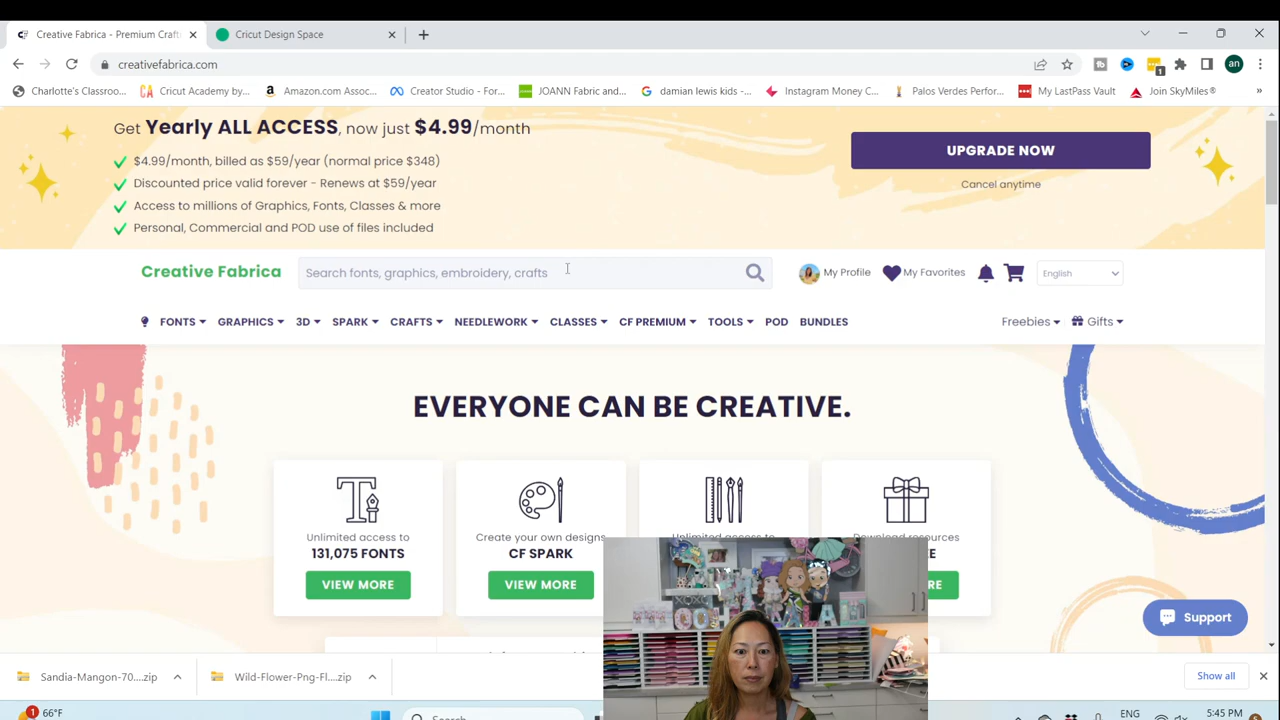 Creative Fabrica - Premium Craft
Cricut Design Space
creativefabrica.com
Charlotte's Classroo...
Cricut Academy by...
Amazon.com Assoc...
Creator Studio - For...
JOANN Fabric and...
damian lewis kids -...
Instagram Money C...
Palos Verdes Perfor...
My LastPass Vault
Join SkyMiles®
Get Yearly ALL ACCESS, now just $4.99/month
$4.99/month, billed as $59/year (normal price $348)
Discounted price valid forever - Renews at $59/year
Access to millions of Graphics, Fonts, Classes & more
Personal, Commercial and POD use of files included
UPGRADE NOW
Cancel anytime
Creative Fabrica
Search fonts, graphics, embroidery, crafts
My Profile
My Favorites
English
FONTS
GRAPHICS
3D
SPARK
CRAFTS
NEEDLEWORK
CLASSES
CF PREMIUM
TOOLS
POD
BUNDLES
Freebies
Gifts
EVERYONE CAN BE CREATIVE.
Unlimited access to
131,075 FONTS
VIEW MORE
Create your own designs
CF SPARK
VIEW MORE
Unlimited access to
Download resources
Support
Sandia-Mangon-70....zip
Wild-Flower-Png-Fl....zip
Show all
1
66°F
Search
ENG
5:45 PM